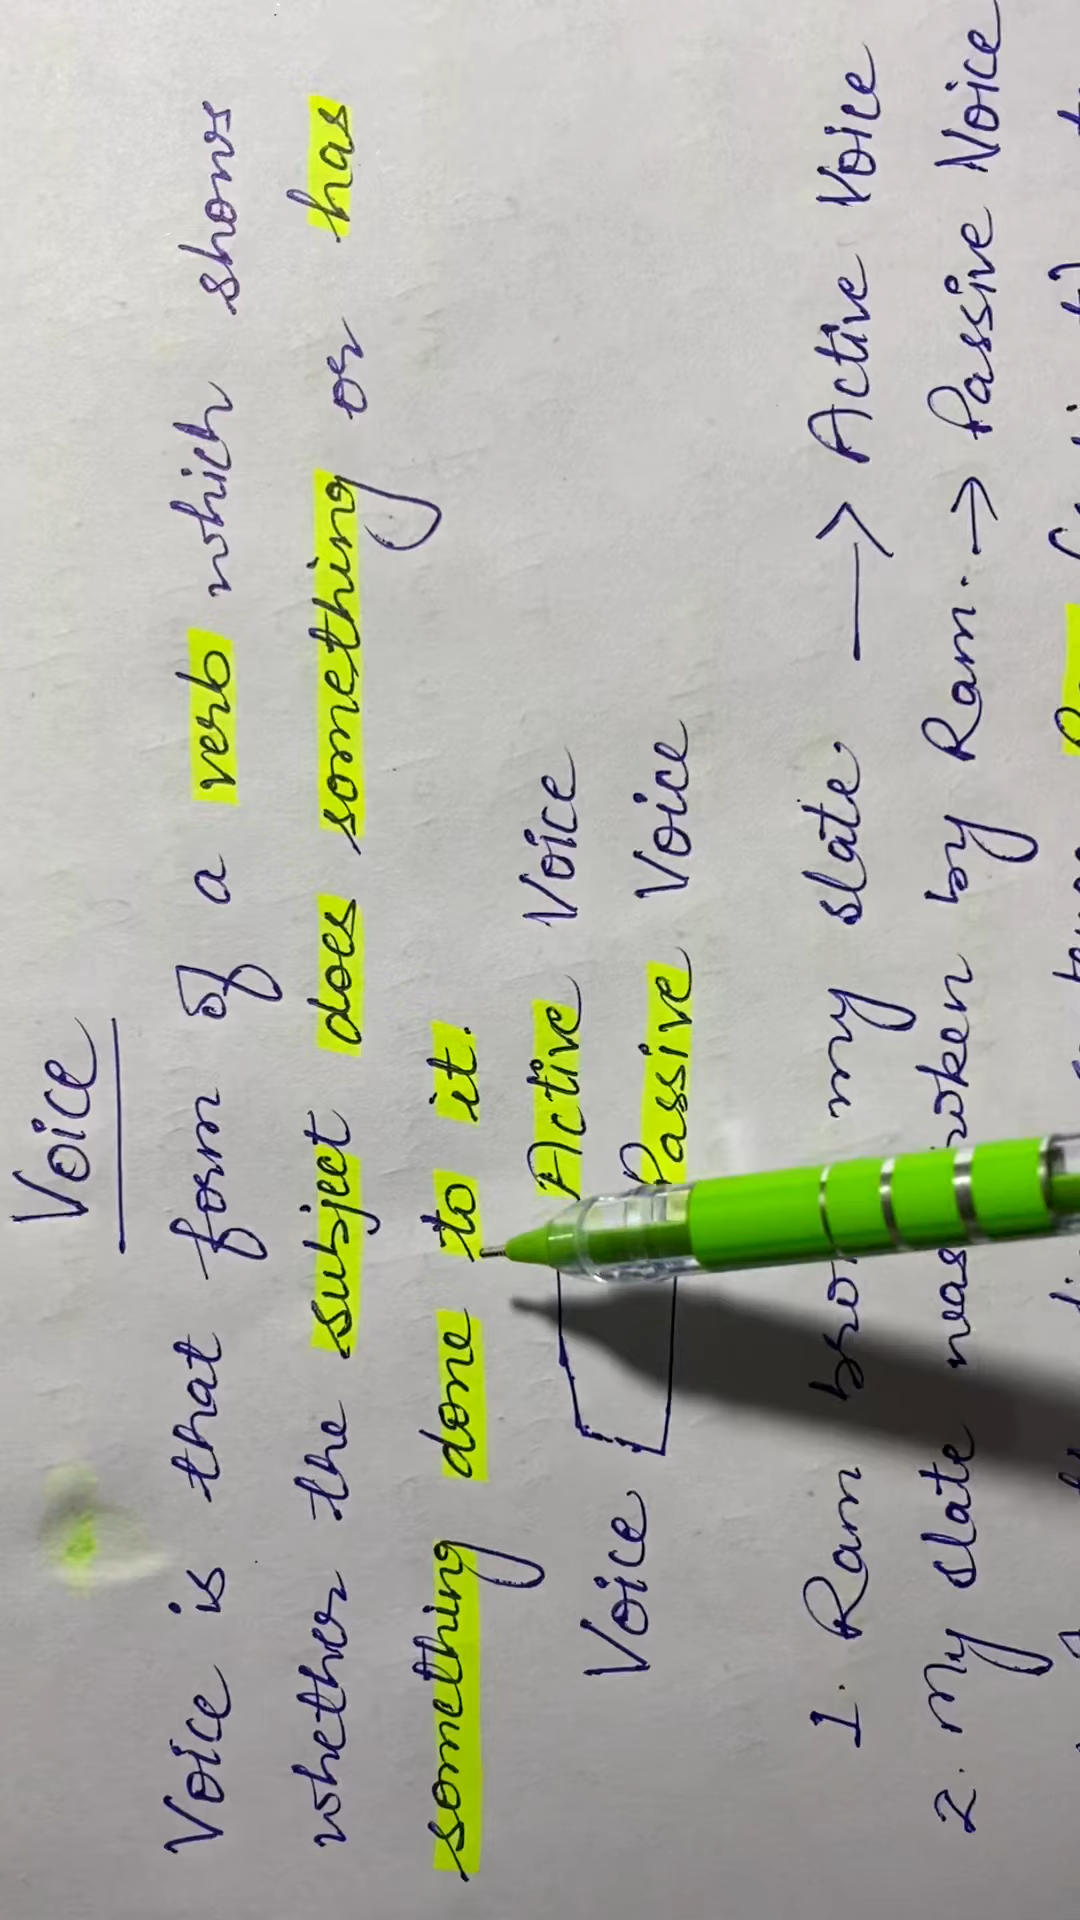 Voice
Voice is that form of a verb which shows
whether the subject does something or has
something done to it.
Active Voice
Voice
Passive Voice
1. Ram my slate → Active Voice
2. My slate was by Ram. → Passive Voice